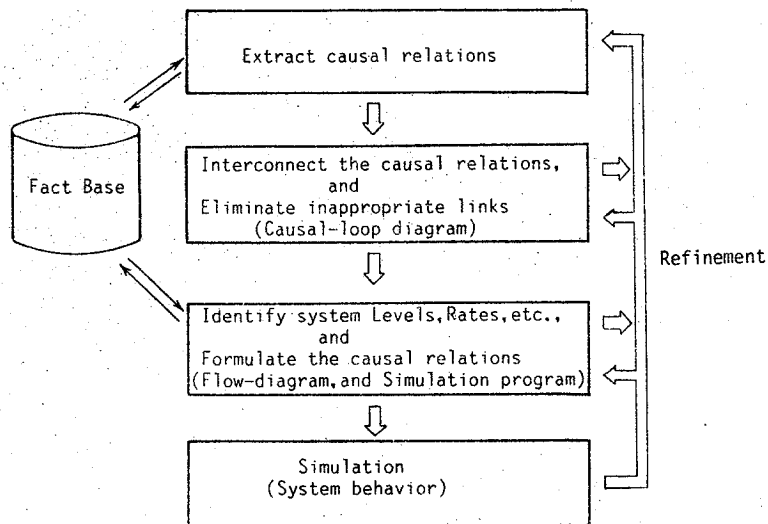 Extract causal relations
Fact Base
Interconnect the causal relations,
and
Eliminate inappropriate links
(Causal-loop diagram)
Refinement
Identify system Levels,Rates,etc.,
and
Formulate the causal relations
(Flow-diagram,and Simulation program)
Simulation
(System behavior)